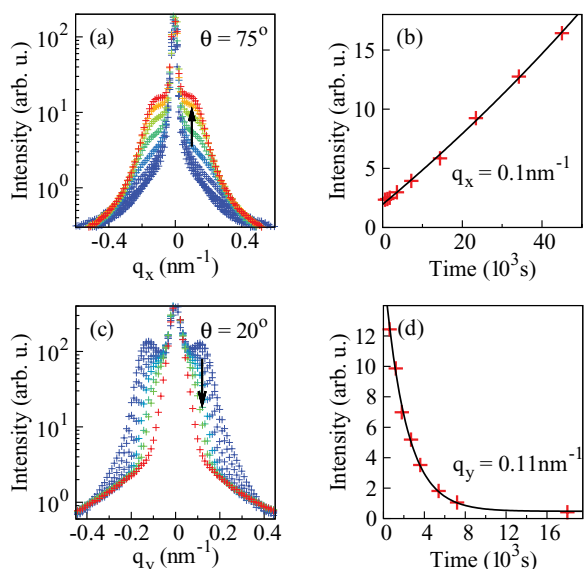 (a)
θ = 75°
Intensity (arb. u.)
10²
10¹
10⁰
-0.4
0
0.4
qₓ (nm⁻¹)
(b)
Intensity (arb. u.)
15
10
5
0
qₓ = 0.1nm⁻¹
0
20
40
Time (10³s)
(c)
θ = 20°
Intensity (arb. u.)
10²
10¹
10⁰
-0.4
-0.2
0
0.2
0.4
q_y (nm⁻¹)
(d)
Intensity (arb. u.)
12
10
8
6
4
2
0
q_y = 0.11nm⁻¹
0
4
8
12
16
Time (10³s)